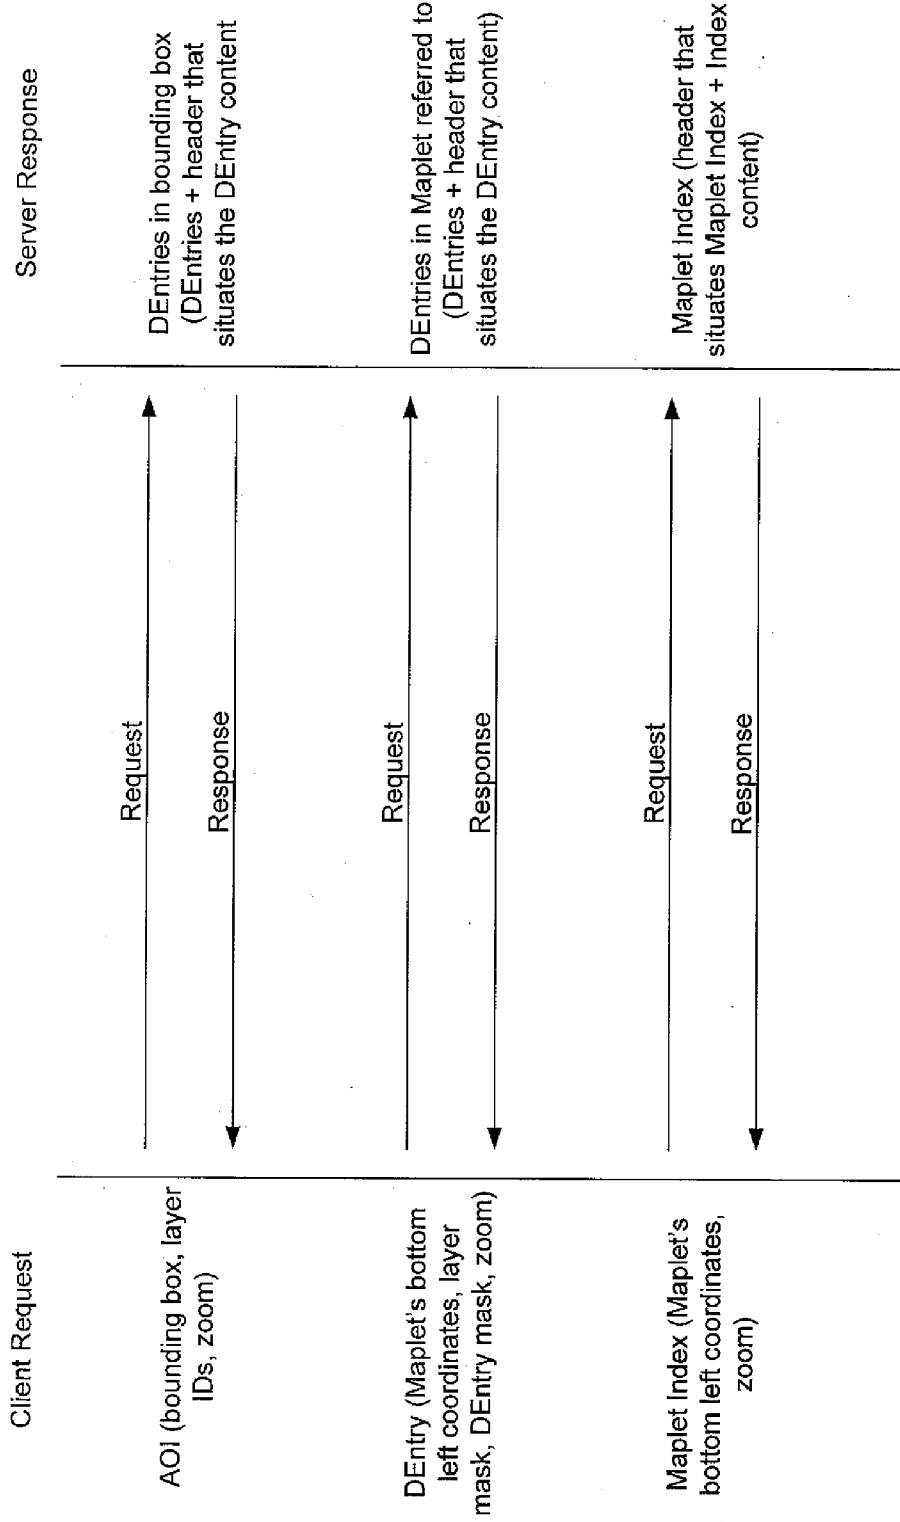 Client Request
Server Response
AOI (bounding box, layer
IDs, zoom)
Request
Response
DEntries in bounding box
(DEntries + header that
situates the DEntry content
DEntry (Maplet's bottom
left coordinates, layer
mask, DEntry mask, zoom)
Request
Response
DEntries in Maplet referred to
(DEntries + header that
situates the DEntry content)
Maplet Index (Maplet's
bottom left coordinates,
zoom)
Request
Response
Maplet Index (header that
situates Maplet Index + Index
content)